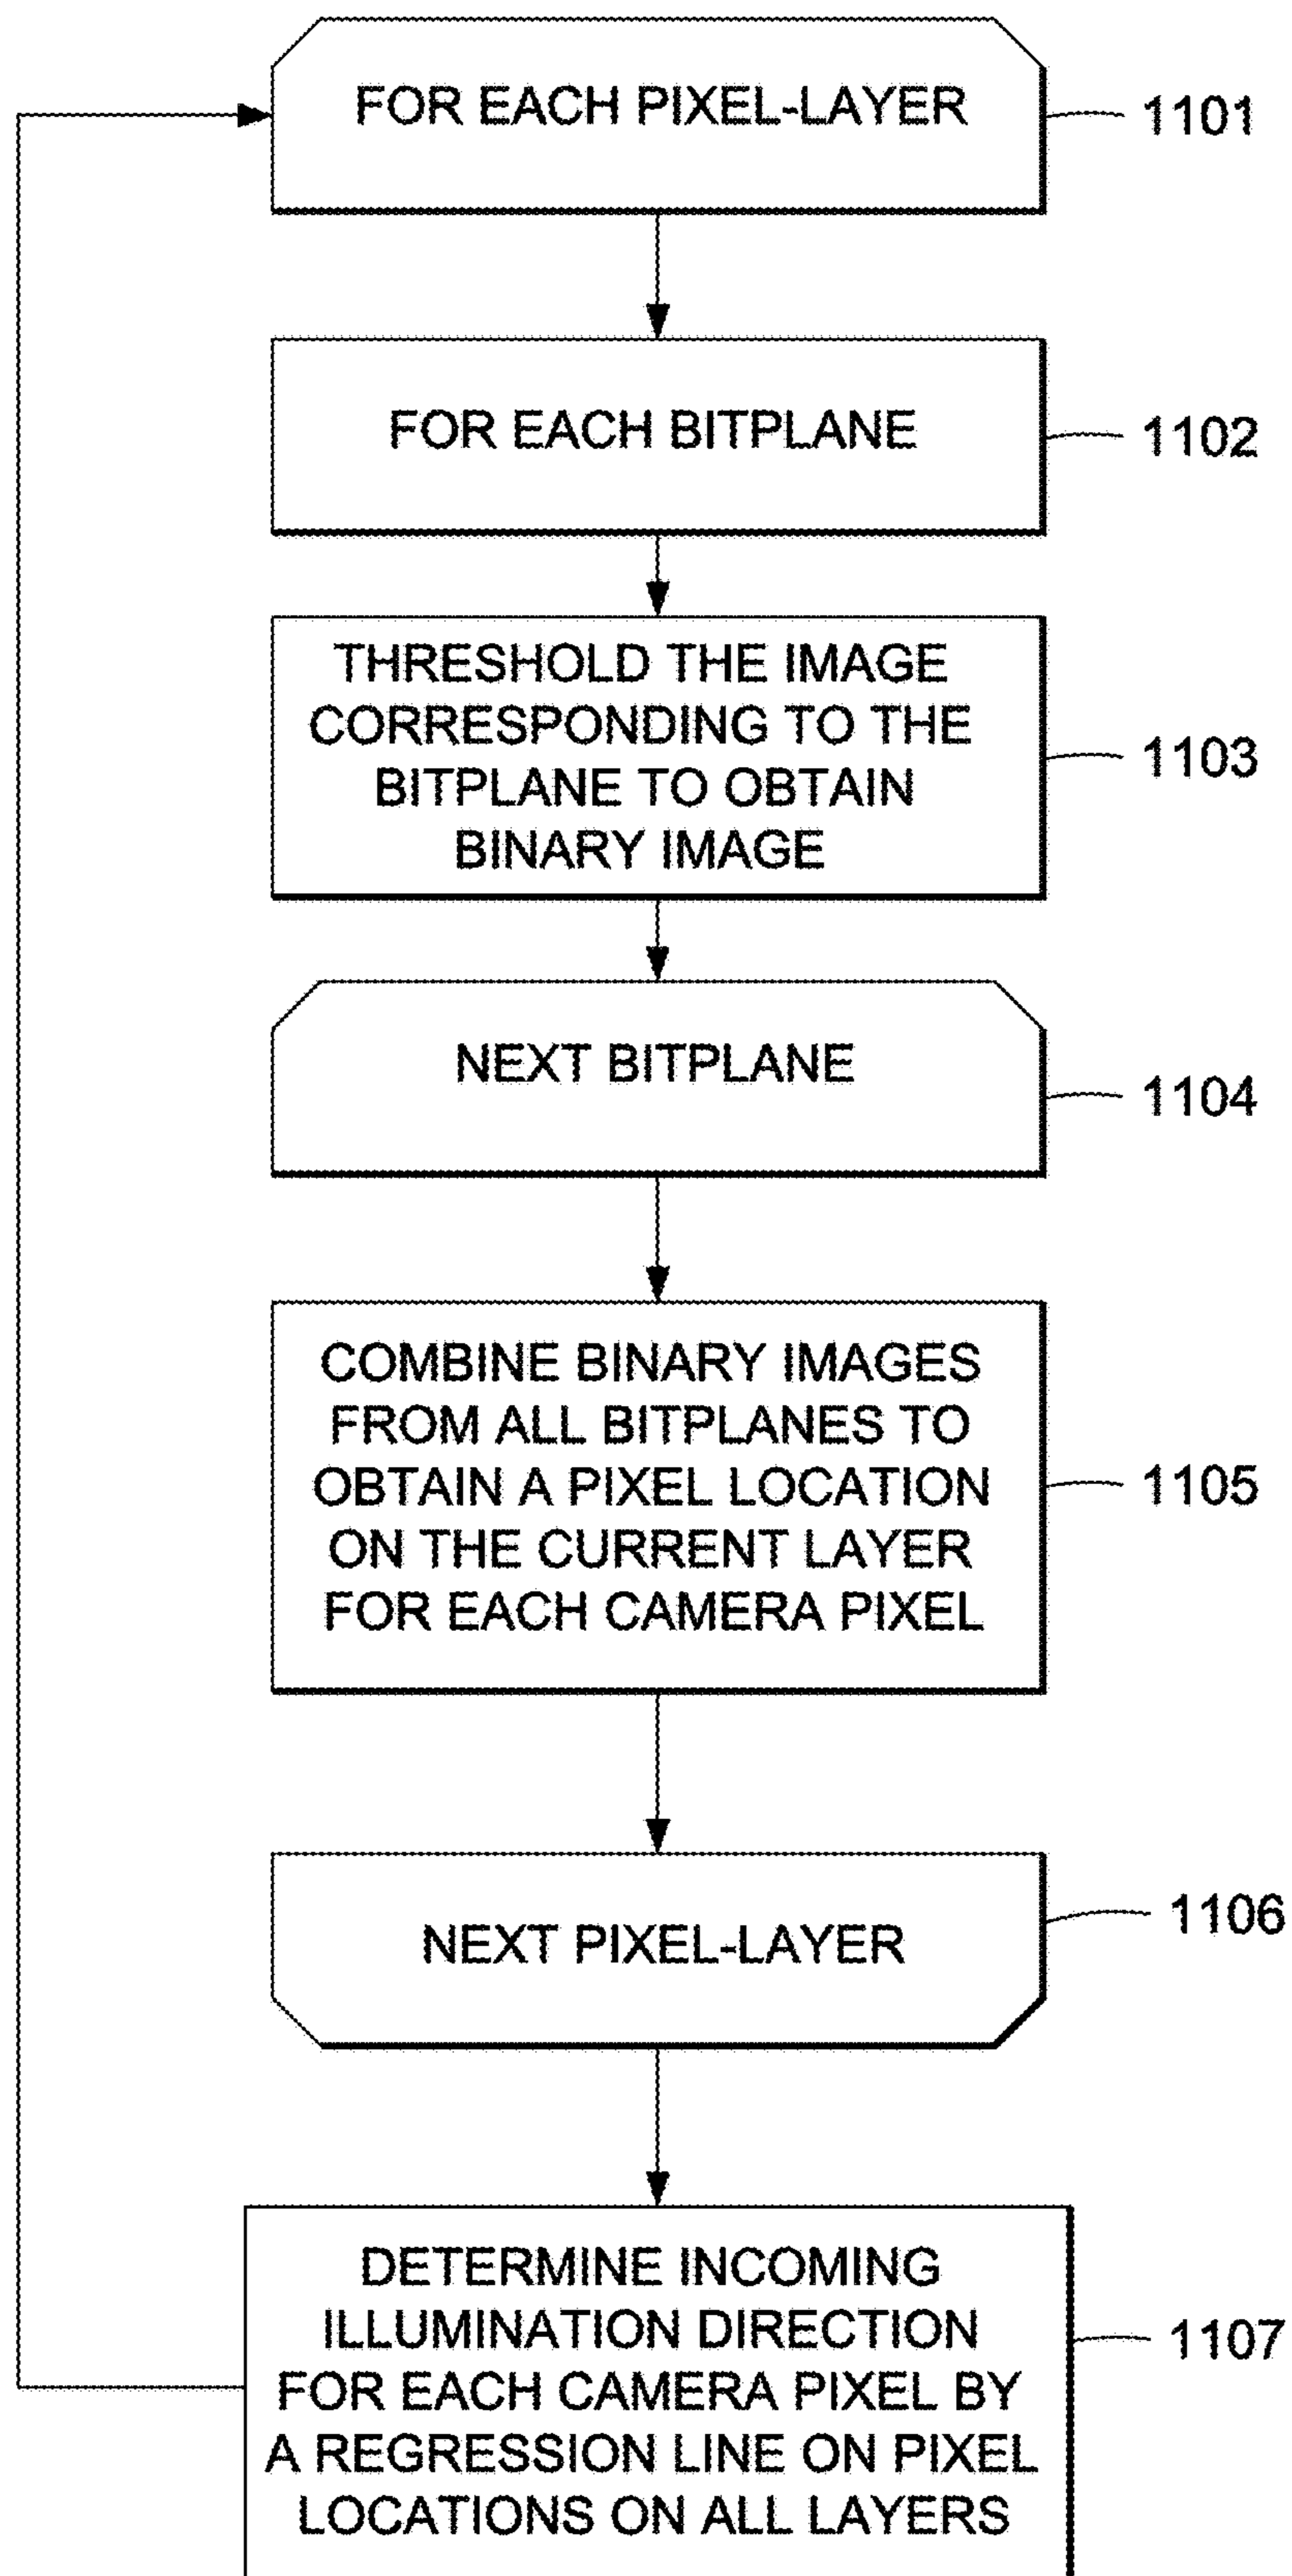 FOR EACH PIXEL-LAYER
1101
FOR EACH BITPLANE
1102
THRESHOLD THE IMAGE
CORRESPONDING TO THE
BITPLANE TO OBTAIN
BINARY IMAGE
1103
NEXT BITPLANE
1104
COMBINE BINARY IMAGES
FROM ALL BITPLANES TO
OBTAIN A PIXEL LOCATION
ON THE CURRENT LAYER
FOR EACH CAMERA PIXEL
1105
NEXT PIXEL-LAYER
1106
DETERMINE INCOMING
ILLUMINATION DIRECTION
FOR EACH CAMERA PIXEL BY
A REGRESSION LINE ON PIXEL
LOCATIONS ON ALL LAYERS
1107